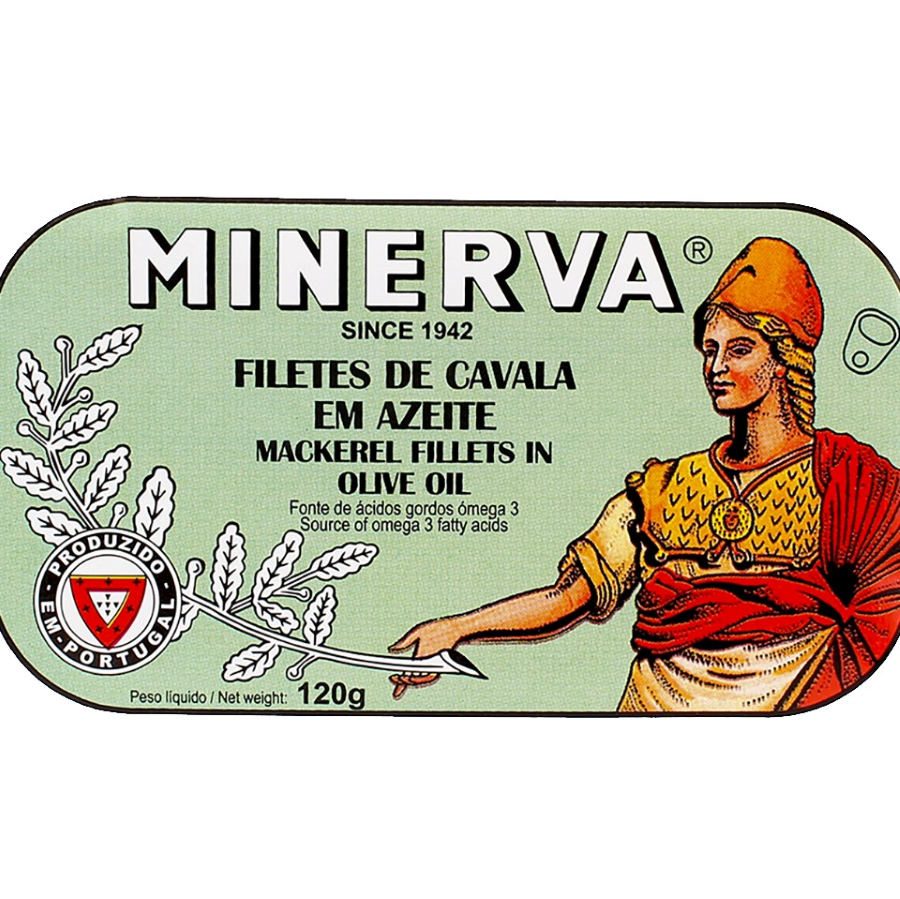 MINERVA®
SINCE 1942
FILETES DE CAVALA
EM AZEITE
MACKEREL FILLETS IN
OLIVE OIL
Fonte de ácidos gordos ómega 3
Source of omega 3 fatty acids
· PRODUZIDO ·
EM-PORTUGAL
Peso líquido / Net weight: 120g